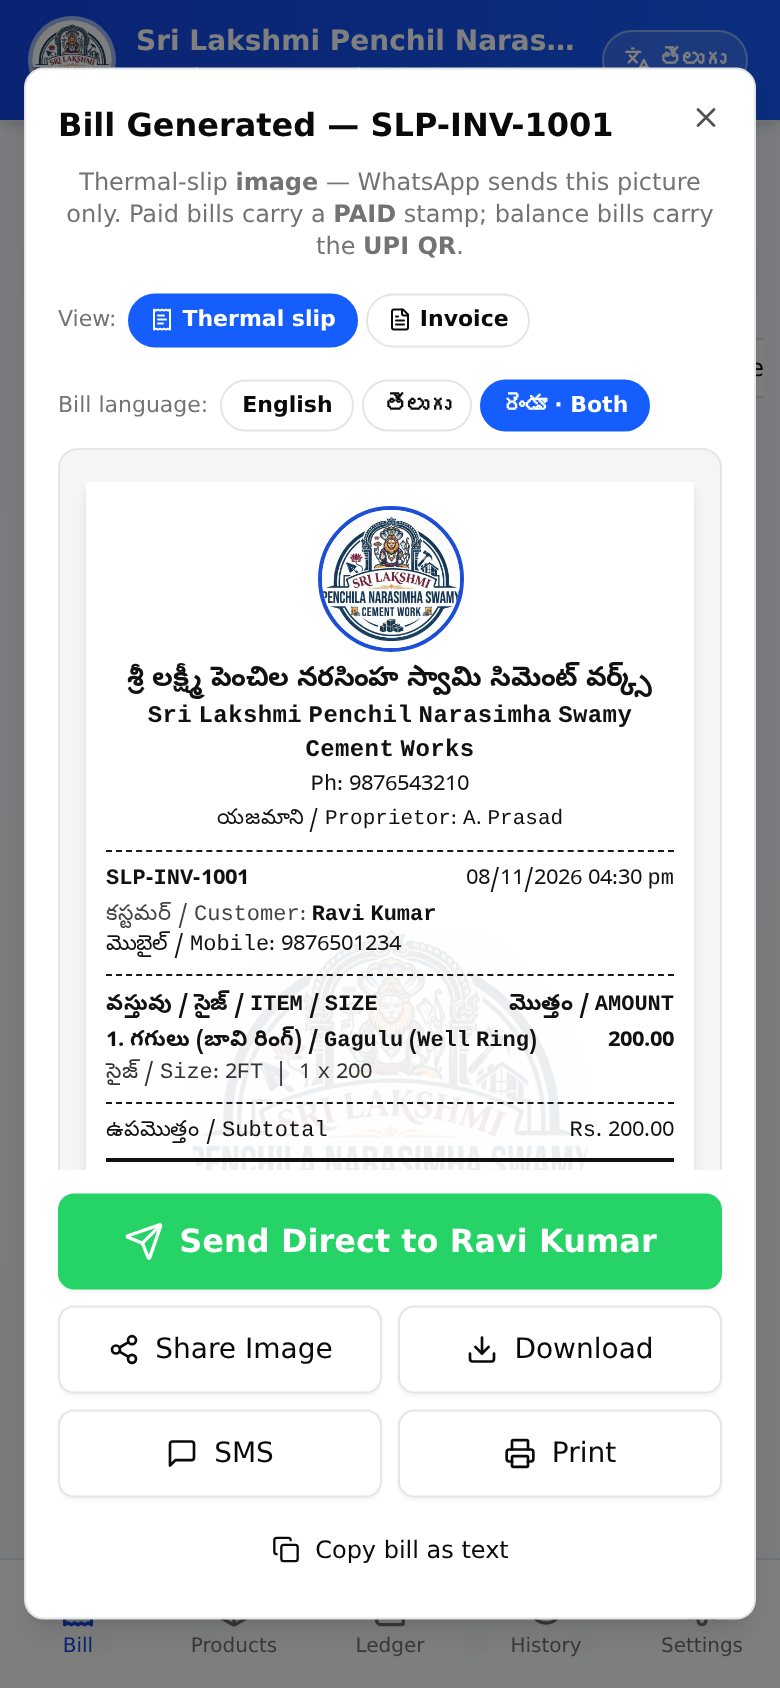 Sri Lakshmi Penchil Naras...
తెలుగు
Bill Generated — SLP-INV-1001
Thermal-slip image — WhatsApp sends this picture
only. Paid bills carry a PAID stamp; balance bills carry
the UPI QR.
View: Thermal slip Invoice
Bill language: English తెలుగు రెండూ · Both
SRI LAKSHMI
PENCHILA NARASIMHA SWAMY
CEMENT WORK
శ్రీ లక్ష్మీ పెంచిల నరసింహ స్వామి సిమెంట్ వర్క్స్
Sri Lakshmi Penchil Narasimha Swamy
Cement Works
Ph: 9876543210
యజమాని / Proprietor: A. Prasad
SLP-INV-1001 08/11/2026 04:30 pm
కస్టమర్ / Customer: Ravi Kumar
మొబైల్ / Mobile: 9876501234
వస్తువు / సైజ్ / ITEM / SIZE మొత్తం / AMOUNT
1. గగులు (బావి రింగ్) / Gagulu (Well Ring) 200.00
సైజ్ / Size: 2FT | 1 x 200
SRI LAKSHMI
ఉపమొత్తం / Subtotal Rs. 200.00
PENCHILA NARASIMHA SWAMY
Send Direct to Ravi Kumar
Share Image Download
SMS Print
Copy bill as text
Bill Products Ledger History Settings